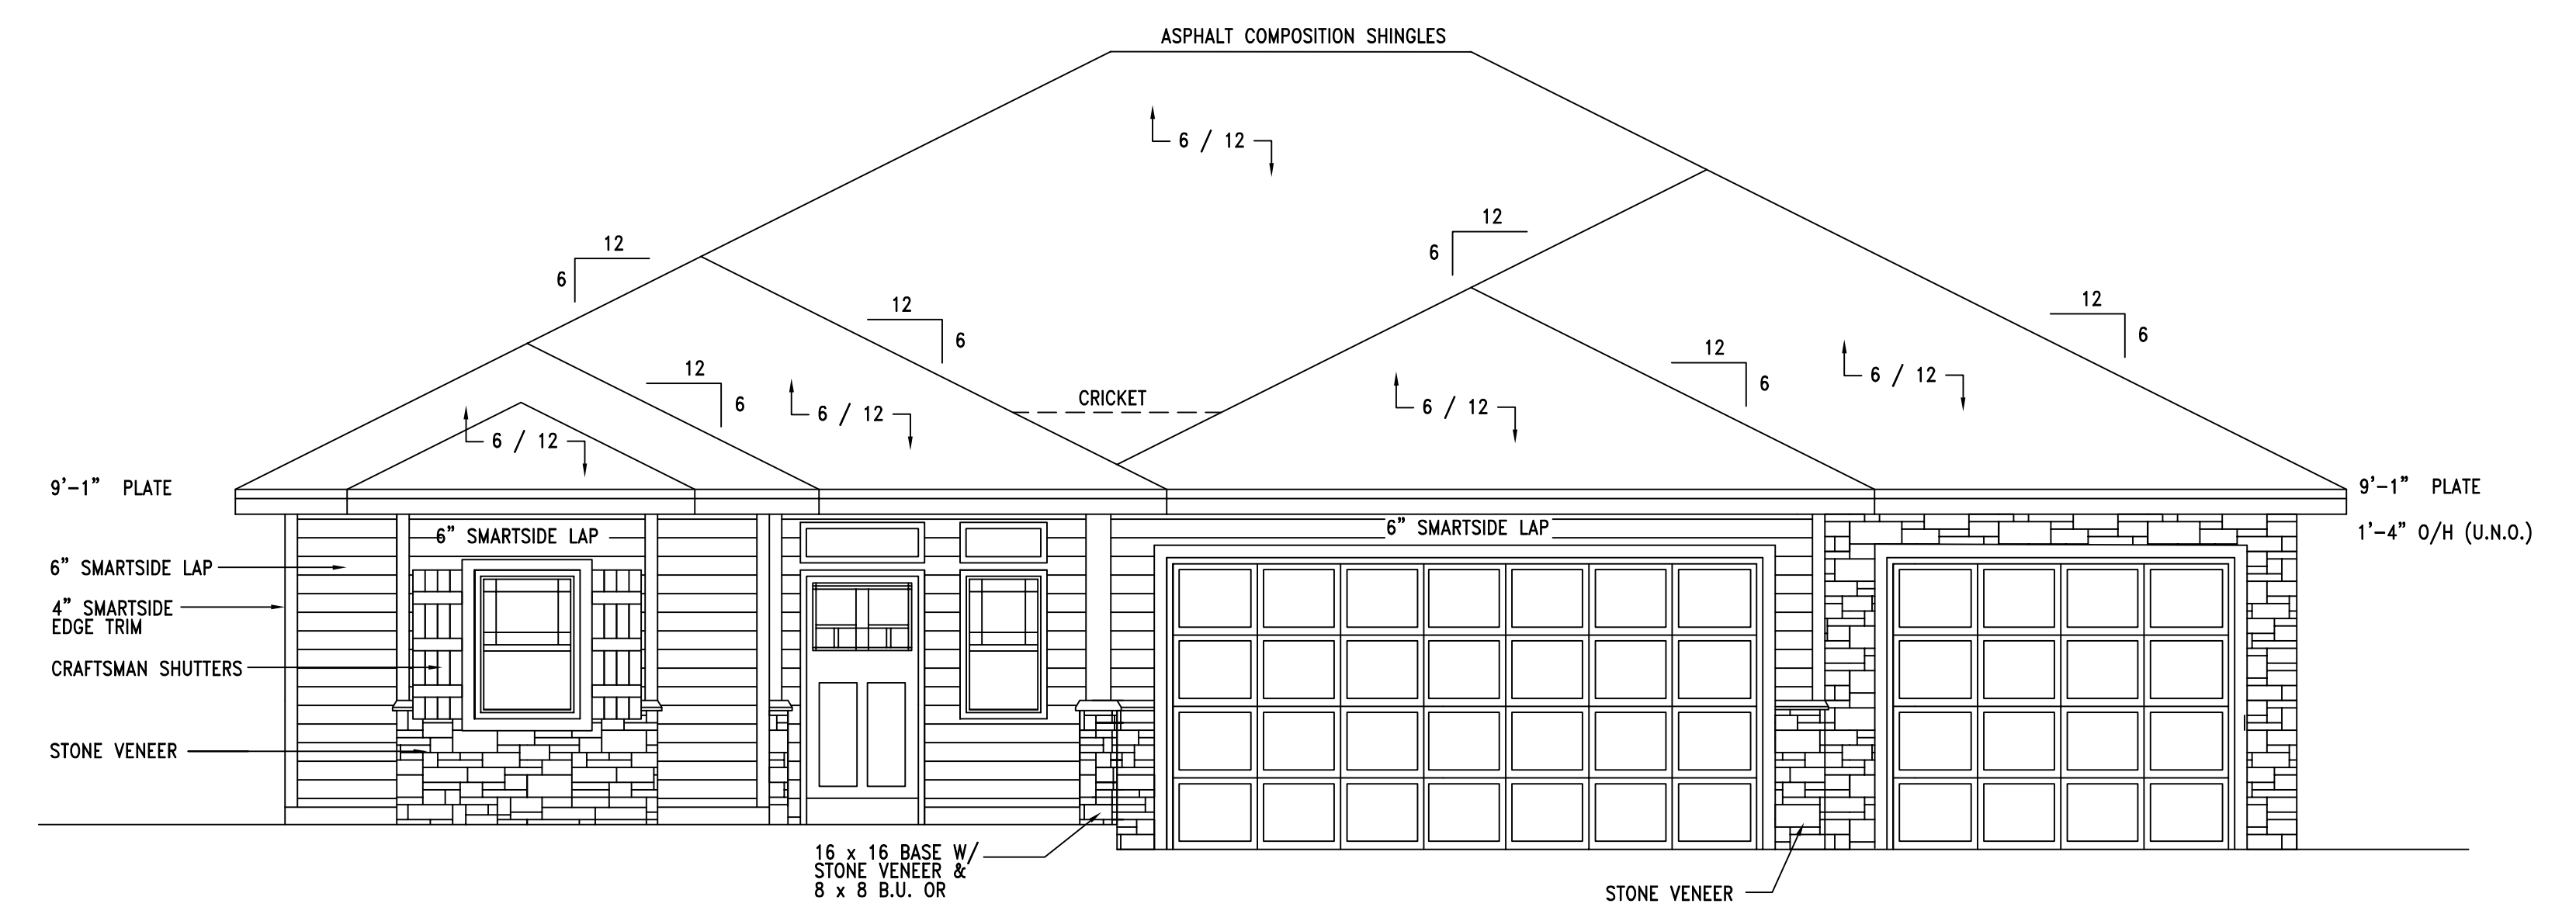 ASPHALT COMPOSITION SHINGLES
6 / 12
12
6
12
6
12
6
12
6
12
6
12
6
12
6
6 / 12
6 / 12
6 / 12
6 / 12
CRICKET
9'-1" PLATE
9'-1" PLATE
1'-4" O/H (U.N.O.)
6" SMARTSIDE LAP
6" SMARTSIDE LAP
6" SMARTSIDE LAP
4" SMARTSIDE
EDGE TRIM
CRAFTSMAN SHUTTERS
STONE VENEER
16 x 16 BASE W/
STONE VENEER &
8 x 8 B.U. OR
STONE VENEER